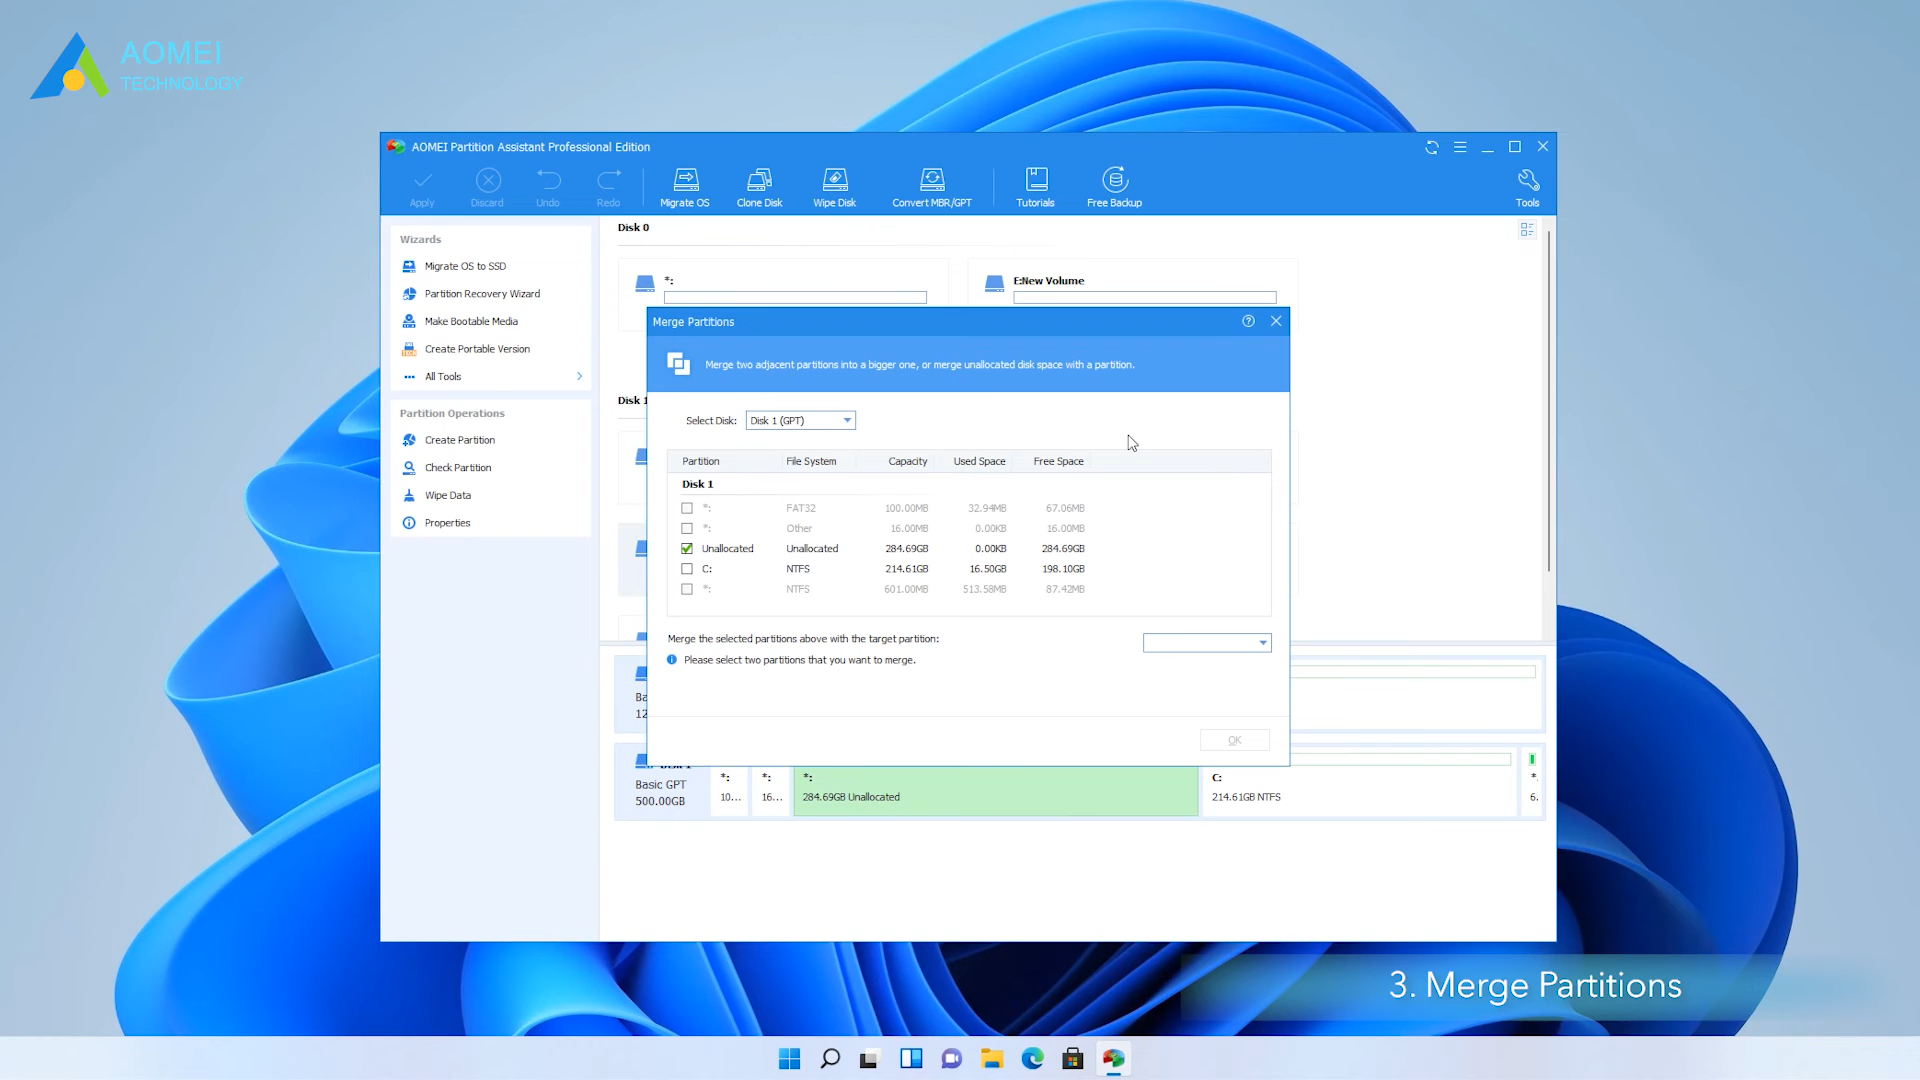 AOMEI
TECHNOLOGY
AOMEI Partition Assistant Professional Edition
Apply
Discard
Undo
Redo
Migrate OS
Clone Disk
Wipe Disk
Convert MBR/GPT
Tutorials
Free Backup
Tools
Wizards
Migrate OS to SSD
Partition Recovery Wizard
Make Bootable Media
Create Portable Version
All Tools
Partition Operations
Create Partition
Check Partition
Wipe Data
Properties
Disk 0
*:
E:New Volume
Disk 1
Merge Partitions
Merge two adjacent partitions into a bigger one, or merge unallocated disk space with a partition.
Select Disk: Disk 1 (GPT)
Partition File System Capacity Used Space Free Space
Disk 1
*: FAT32 100.00MB 32.94MB 67.06MB
*: Other 16.00MB 0.00KB 16.00MB
Unallocated Unallocated 284.69GB 0.00KB 284.69GB
C: NTFS 214.61GB 16.50GB 198.10GB
*: NTFS 601.00MB 513.58MB 87.42MB
Merge the selected partitions above with the target partition:
Please select two partitions that you want to merge.
OK
Ba
12
Basic GPT
500.00GB
*:
10...
*:
16...
*:
284.69GB Unallocated
C:
214.61GB NTFS
*.
6.
3. Merge Partitions